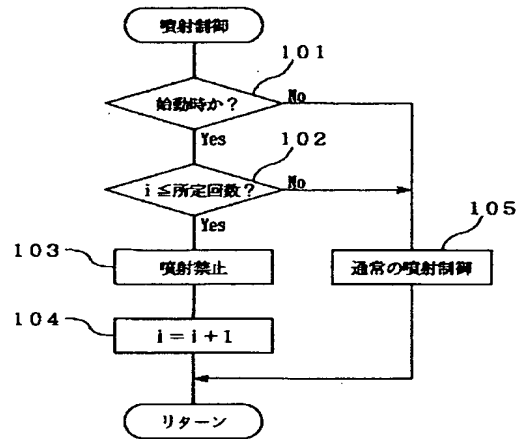 噴射制御
101
始動時か?
No
Yes
102
i≦所定回数?
No
Yes
103
噴射禁止
105
通常の噴射制御
104
i=i+1
リターン